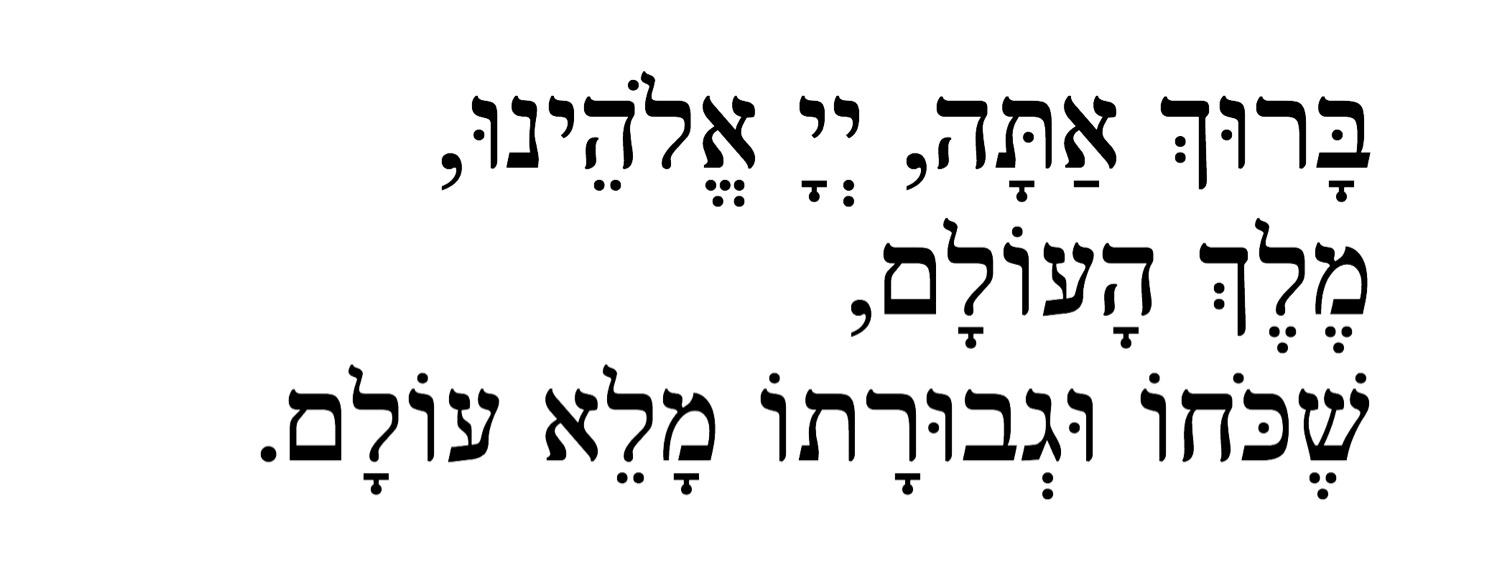 בָּרוּךְ אַתָּה, יְיָ אֱלֹהֵינוּ,
מֶלֶךְ הָעוֹלָם,
שֶׁכֹּחוֹ וּגְבוּרָתוֹ מָלֵא עוֹלָם.